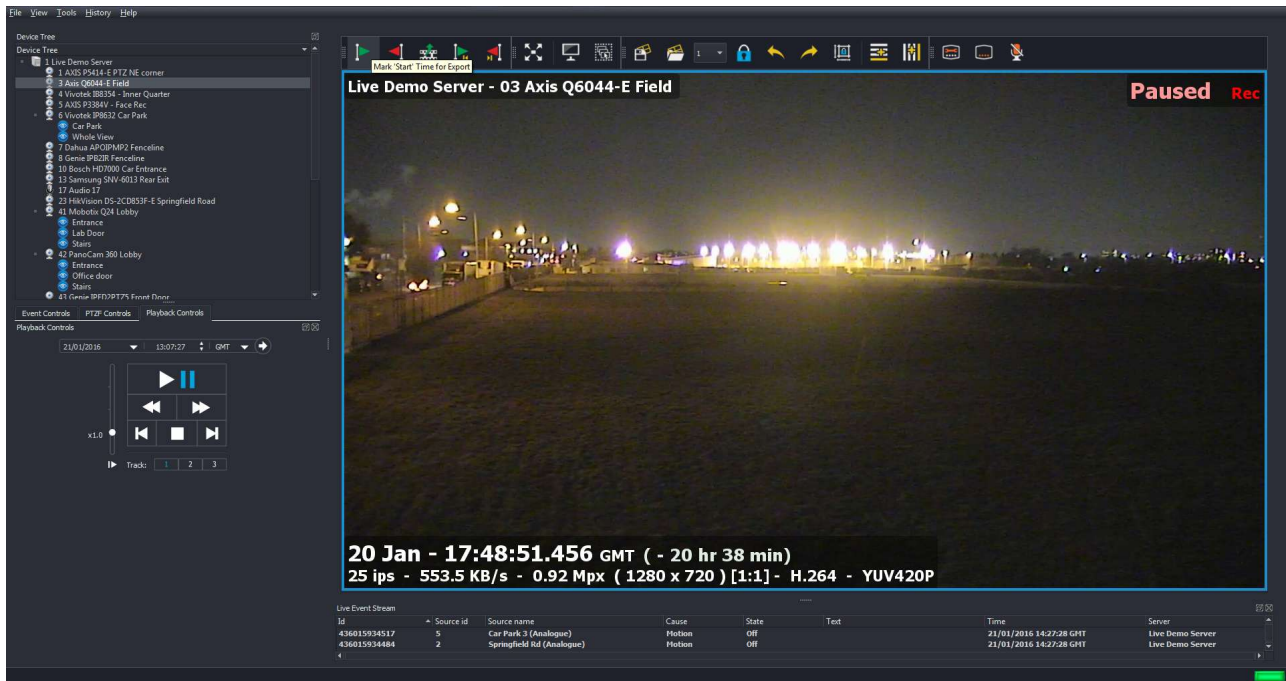 File View Tools History Help
Device Tree
Device Tree
1 Live Demo Server
1 AXIS P5414-E PTZ NE corner
3 Axis Q6044-E Field
4 Vivotek IB8354 - Inner Quarter
5 AXIS P3384V - Face Rec
6 Vivotek IP8632 Car Park
Car Park
Whole View
7 Dahua APOIPMP2 Fenceline
8 Genie IPB2IR Fenceline
10 Bosch HD7000 Car Entrance
13 Samsung SNV-6013 Rear Exit
17 Audio 17
23 HikVision DS-2CD853F-E Springfield Road
41 Mobotix Q24 Lobby
Entrance
Lab Door
Stairs
42 PanoCam 360 Lobby
Entrance
Office door
Stairs
43 Genie IPFD2PTZ5 Front Door
Event Controls PTZF Controls Playback Controls
Playback Controls
21/01/2016 13:07:27 GMT
x1.0
Track: 1 2 3
1
Mark 'Start' Time for Export
Live Demo Server - 03 Axis Q6044-E Field
Paused Rec
20 Jan - 17:48:51.456 GMT ( - 20 hr 38 min)
25 ips - 553.5 KB/s - 0.92 Mpx ( 1280 x 720 ) [1:1] - H.264 - YUV420P
Live Event Stream
Id Source id Source name Cause State Text Time Server
436015934517 5 Car Park 3 (Analogue) Motion Off 21/01/2016 14:27:28 GMT Live Demo Server
436015934484 2 Springfield Rd (Analogue) Motion Off 21/01/2016 14:27:28 GMT Live Demo Server